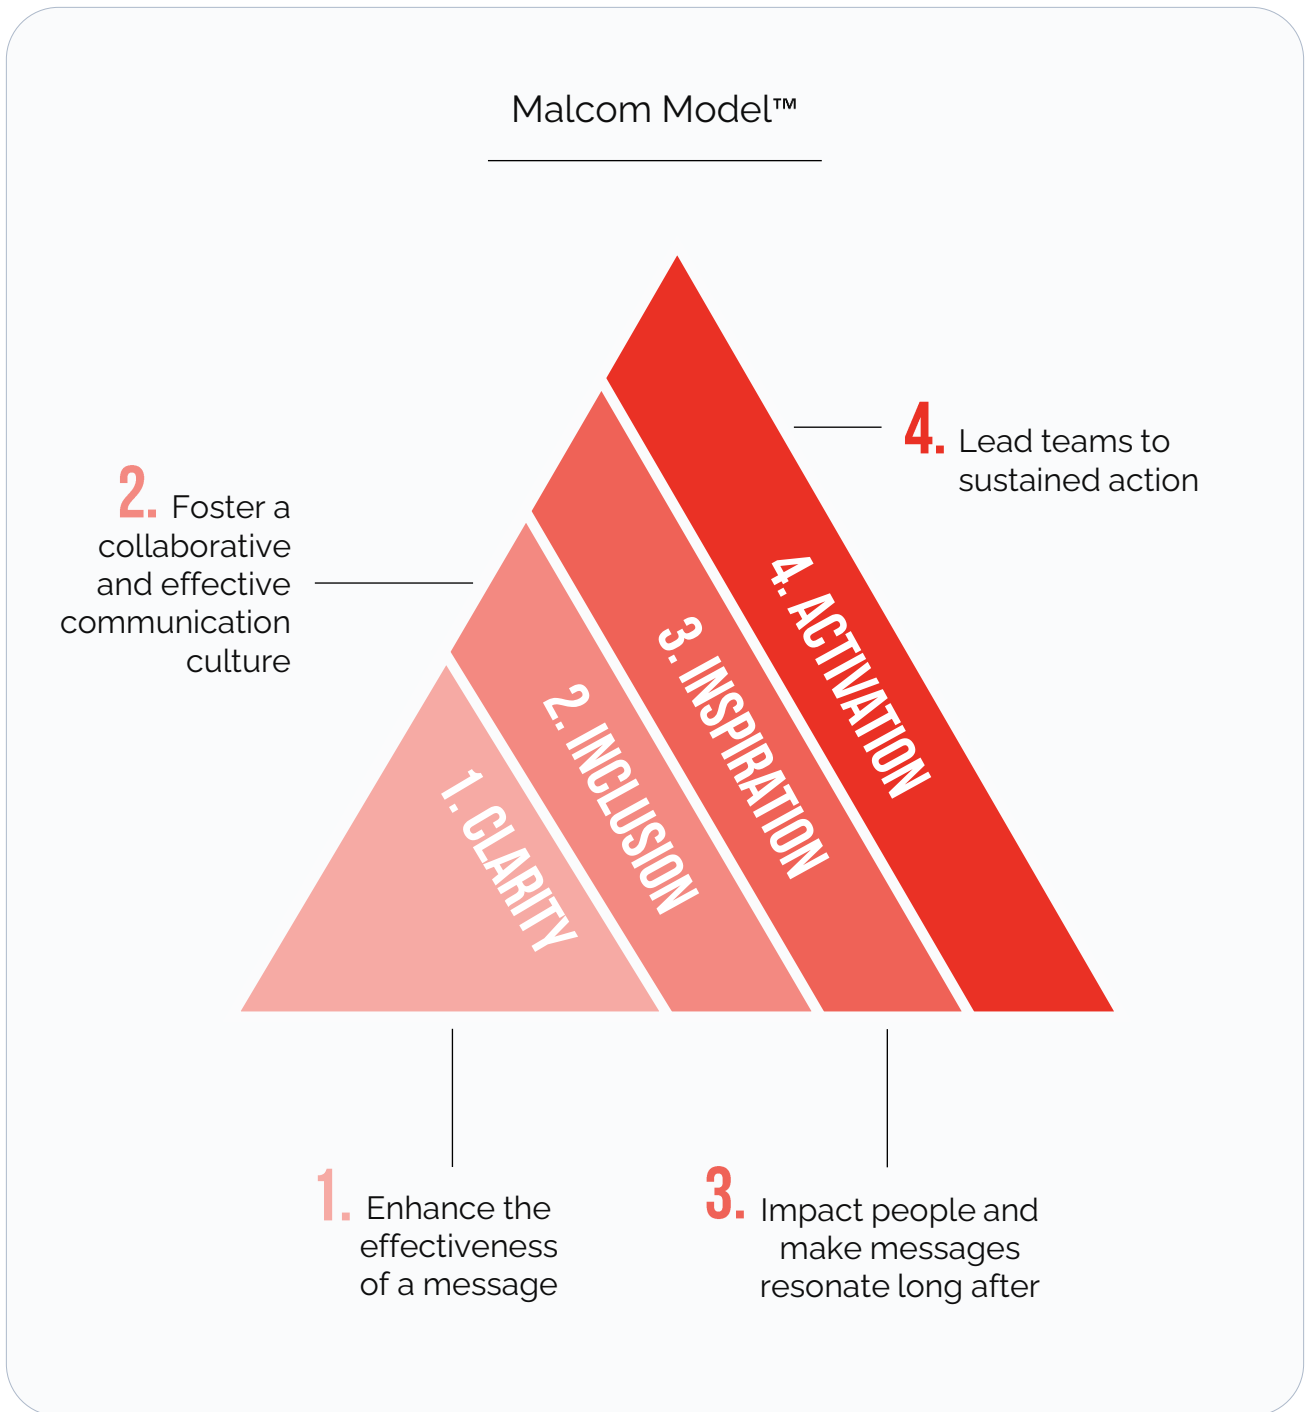 Malcom Model™
4. Lead teams to
sustained action
2. Foster a
collaborative
and effective
communication
culture
4. ACTIVATION
3. INSPIRATION
2. INCLUSION
1. CLARITY
1. Enhance the
effectiveness
of a message
3. Impact people and
make messages
resonate long after